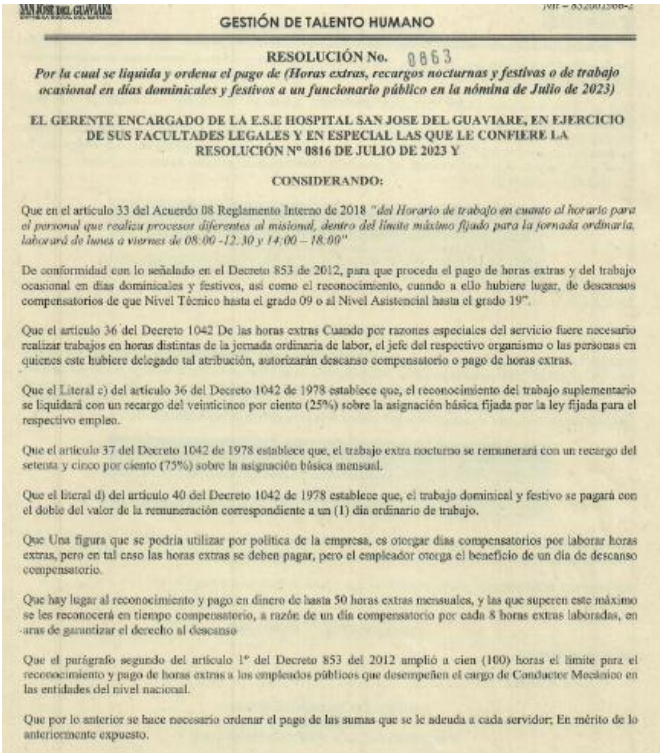 SAN JOSE DEL GUAVIARE
GESTIÓN DE TALENTO HUMANO
RESOLUCIÓN No. 0863
Por la cual se liquida y ordena el pago de (Horas extras, recargos nocturnas y festivas o de trabajo
ocasional en días dominicales y festivos a un funcionario público en la nómina de Julio de 2023)
EL GERENTE ENCARGADO DE LA E.S.E HOSPITAL SAN JOSE DEL GUAVIARE, EN EJERCICIO
DE SUS FACULTADES LEGALES Y EN ESPECIAL LAS QUE LE CONFIERE LA
RESOLUCIÓN N° 0816 DE JULIO DE 2023 Y
CONSIDERANDO:
Que en el artículo 33 del Acuerdo 08 Reglamento Interno de 2018 "del Horario de trabajo en cuanto al horario para
el personal que realiza procesos diferentes al misional, dentro del límite máximo fijado para la jornada ordinaria,
laborará de lunes a viernes de 08:00 -12:30 y 14:00 – 18:00"
De conformidad con lo señalado en el Decreto 853 de 2012, para que proceda el pago de horas extras y del trabajo
ocasional en días dominicales y festivos, así como el reconocimiento, cuando a ello hubiere lugar, de descansos
compensatorios de que Nivel Técnico hasta el grado 09 o al Nivel Asistencial hasta el grado 19".
Que el artículo 36 del Decreto 1042 De las horas extras Cuando por razones especiales del servicio fuere necesario
realizar trabajos en horas distintas de la jornada ordinaria de labor, el jefe del respectivo organismo o las personas en
quienes este hubiere delegado tal atribución, autorizarán descanso compensatorio o pago de horas extras.
Que el Literal c) del artículo 36 del Decreto 1042 de 1978 establece que, el reconocimiento del trabajo suplementario
se liquidará con un recargo del veinticinco por ciento (25%) sobre la asignación básica fijada por la ley fijada para el
respectivo empleo.
Que el artículo 37 del Decreto 1042 de 1978 establece que, el trabajo extra nocturno se remunerará con un recargo del
setenta y cinco por ciento (75%) sobre la asignación básica mensual.
Que el literal d) del artículo 40 del Decreto 1042 de 1978 establece que, el trabajo dominical y festivo se pagará con
el doble del valor de la remuneración correspondiente a un (1) día ordinario de trabajo.
Que Una figura que se podría utilizar por política de la empresa, es otorgar días compensatorios por laborar horas
extras, pero en tal caso las horas extras se deben pagar, pero el empleador otorga el beneficio de un día de descanso
compensatorio.
Que hay lugar al reconocimiento y pago en dinero de hasta 50 horas extras mensuales, y las que superen este máximo
se les reconocerá en tiempo compensatorio, a razón de un día compensatorio por cada 8 horas extras laboradas, en
aras de garantizar el derecho al descanso
Que el parágrafo segundo del artículo 1º del Decreto 853 del 2012 amplió a cien (100) horas el límite para el
reconocimiento y pago de horas extras a los empleados públicos que desempeñen el cargo de Conductor Mecánico en
las entidades del nivel nacional.
Que por lo anterior se hace necesario ordenar el pago de las sumas que se le adeuda a cada servidor; En mérito de lo
anteriormente expuesto.